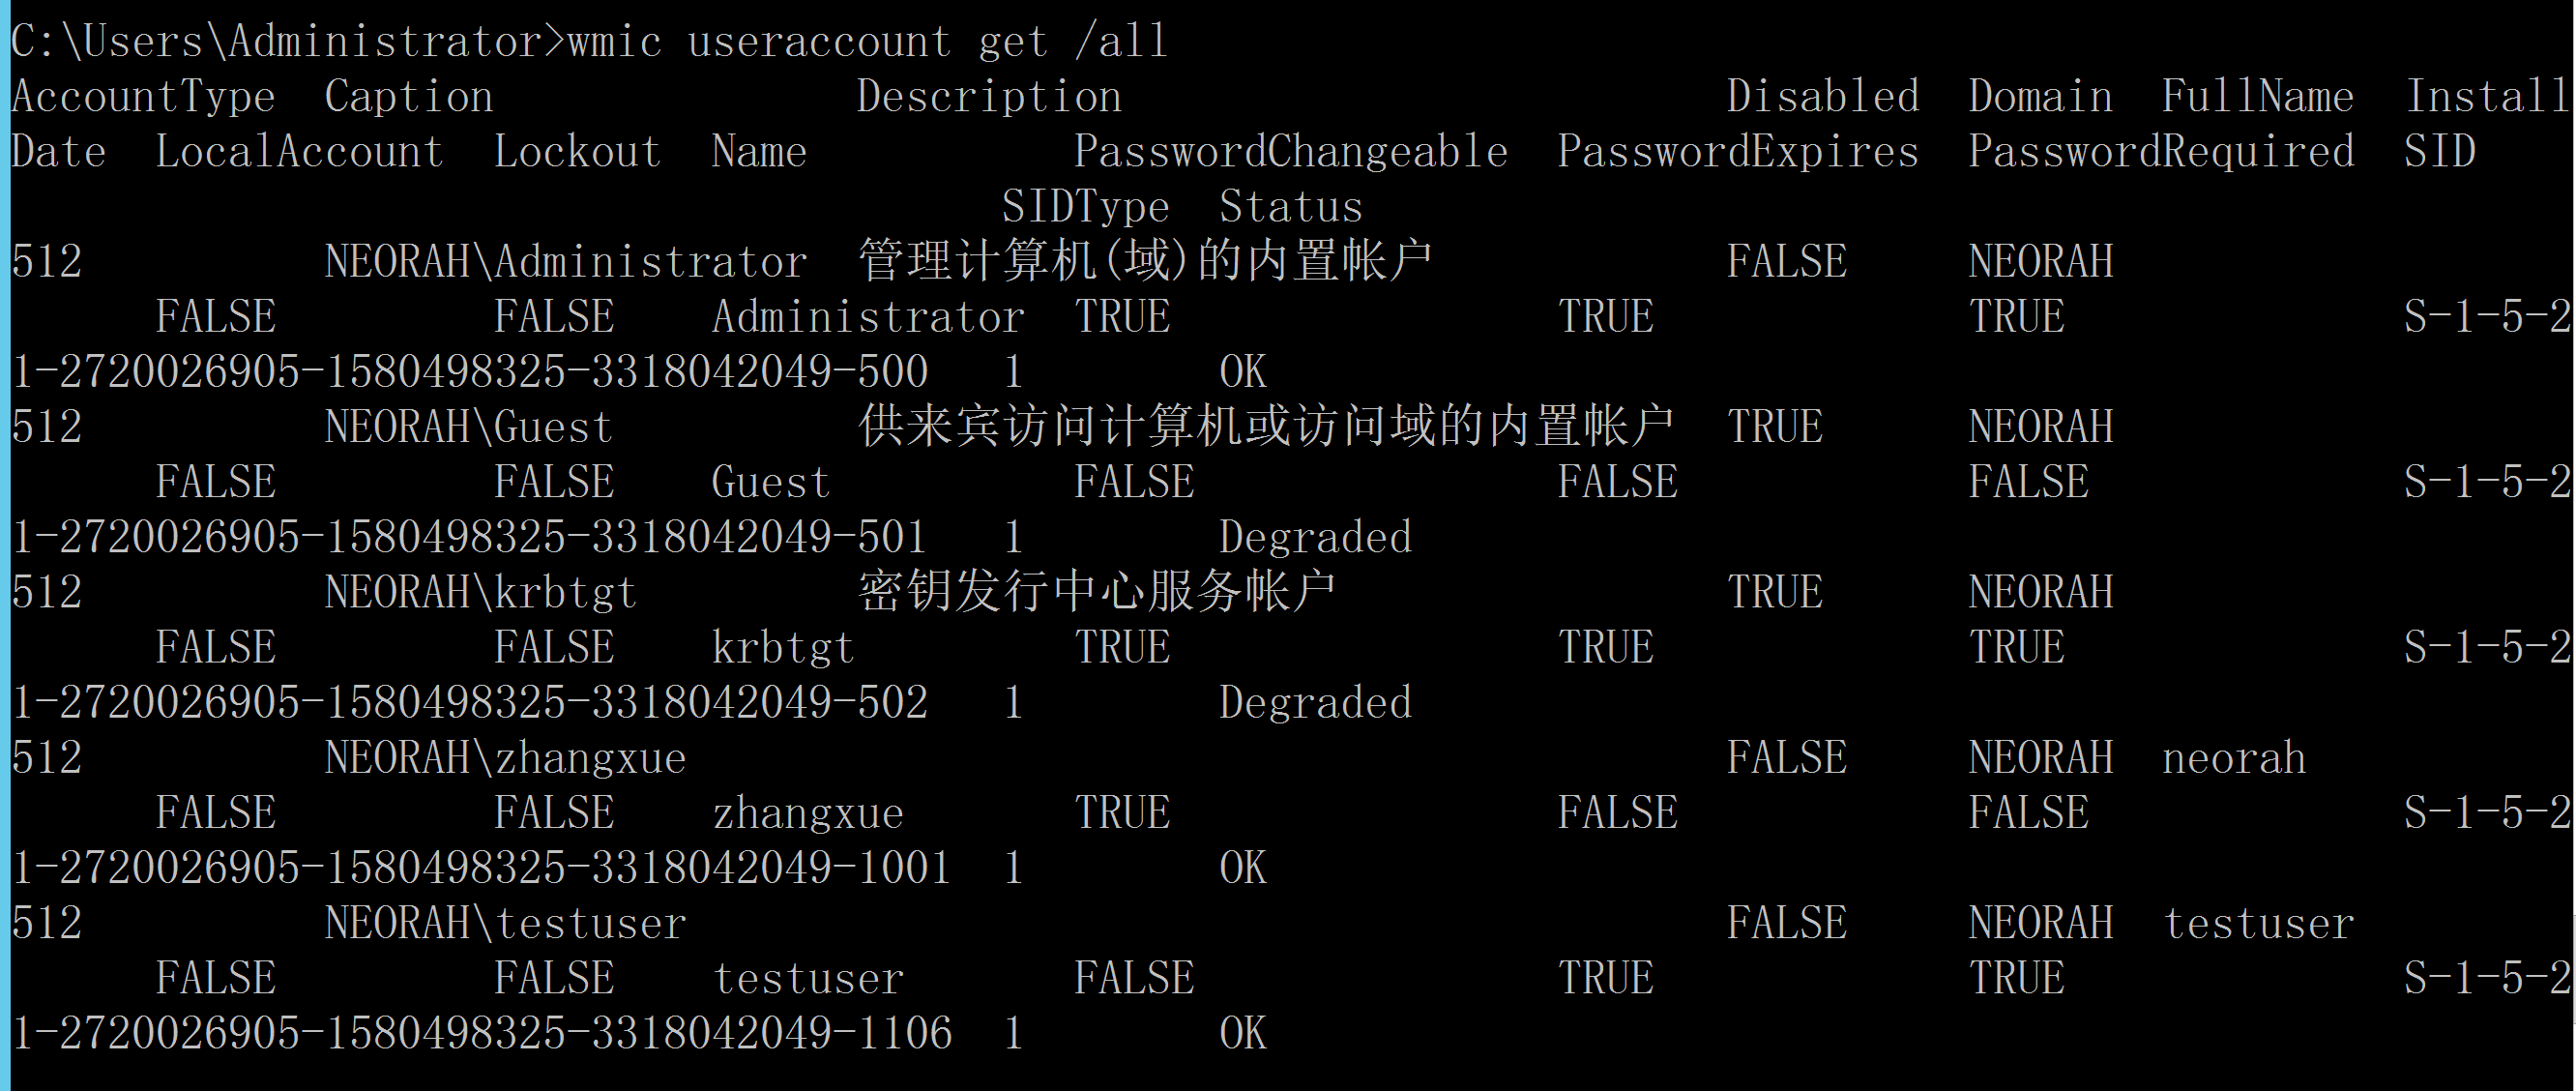 C:\Users\Administrator>wmic useraccount get /all
AccountType  Caption               Description                         Disabled  Domain  FullName  Install
Date  LocalAccount  Lockout  Name           PasswordChangeable  PasswordExpires  PasswordRequired  SID
SIDType  Status
512          NEORAH\Administrator  管理计算机(域)的内置帐户            FALSE     NEORAH
FALSE         FALSE    Administrator  TRUE                TRUE             TRUE              S-1-5-2
1-2720026905-1580498325-3318042049-500   1        OK
512          NEORAH\Guest          供来宾访问计算机或访问域的内置帐户  TRUE      NEORAH
FALSE         FALSE    Guest          FALSE               FALSE            FALSE             S-1-5-2
1-2720026905-1580498325-3318042049-501   1        Degraded
512          NEORAH\krbtgt         密钥发行中心服务帐户                TRUE      NEORAH
FALSE         FALSE    krbtgt         TRUE                TRUE             TRUE              S-1-5-2
1-2720026905-1580498325-3318042049-502   1        Degraded
512          NEORAH\zhangxue                                           FALSE     NEORAH  neorah
FALSE         FALSE    zhangxue       TRUE                FALSE            FALSE             S-1-5-2
1-2720026905-1580498325-3318042049-1001  1        OK
512          NEORAH\testuser                                           FALSE     NEORAH  testuser
FALSE         FALSE    testuser       FALSE               TRUE             TRUE              S-1-5-2
1-2720026905-1580498325-3318042049-1106  1        OK